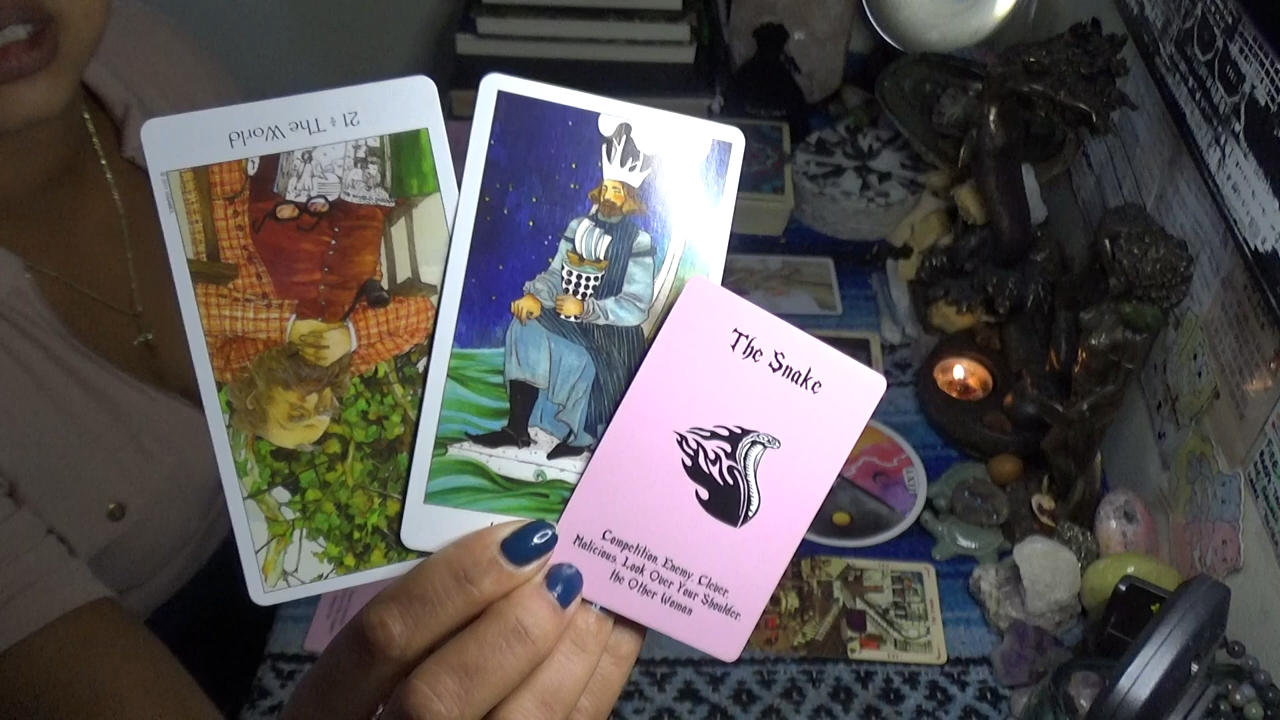 21 ⚬ The World
The Snake
Competition, Enemy, Clever,
Malicious, Look Over Your Shoulder,
the Other Woman